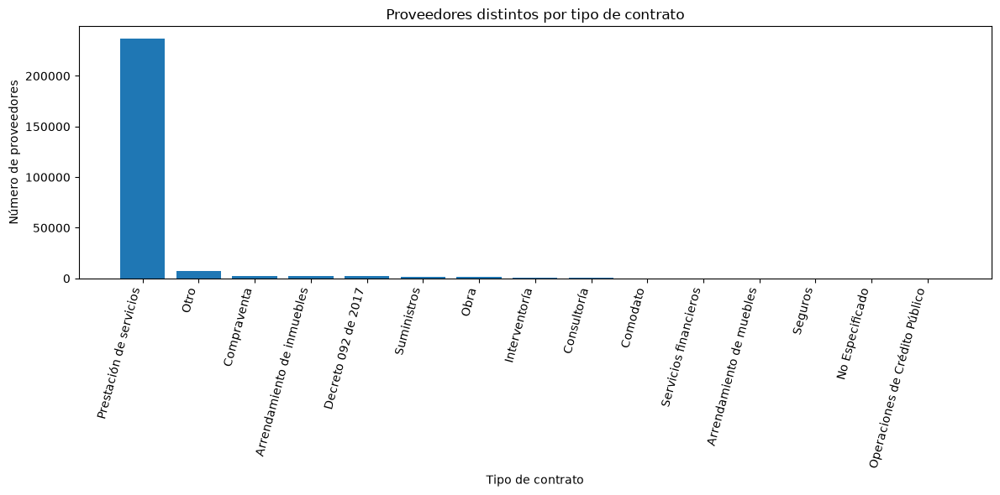 Proveedores distintos por tipo de contrato
Número de proveedores
200000
150000
100000
50000
0
Prestación de servicios
Otro
Compraventa
Arrendamiento de inmuebles
Decreto 092 de 2017
Suministros
Obra
Interventoría
Consultoría
Comodato
Servicios financieros
Arrendamiento de muebles
Seguros
No Especificado
Operaciones de Crédito Público
Tipo de contrato